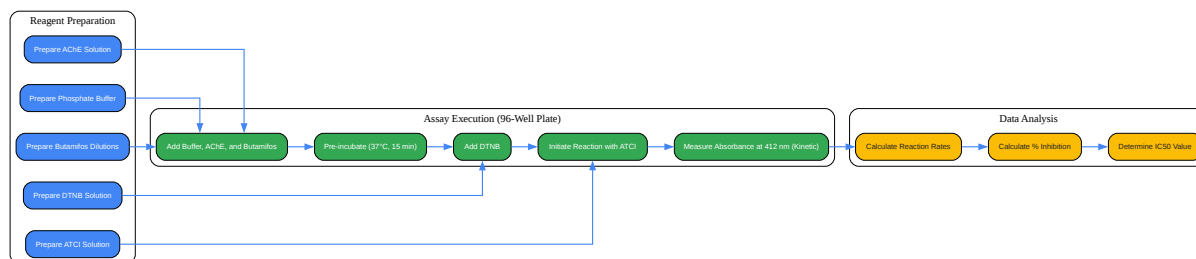 Reagent Preparation
Prepare AChE Solution
Prepare Phosphate Buffer
Prepare Butamifos Dilutions
Prepare DTNB Solution
Prepare ATCI Solution
Assay Execution (96-Well Plate)
Add Buffer, AChE, and Butamifos
Pre-incubate (37°C, 15 min)
Add DTNB
Initiate Reaction with ATCI
Measure Absorbance at 412 nm (Kinetic)
Data Analysis
Calculate Reaction Rates
Calculate % Inhibition
Determine IC50 Value